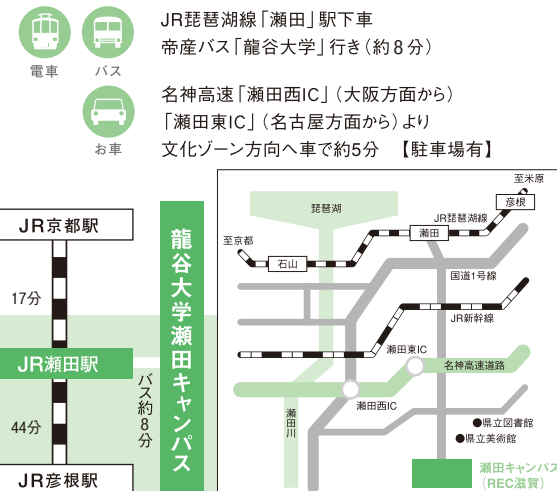 JR琵琶湖線「瀬田」駅下車
帝産バス「龍谷大学」行き（約８分）
電車
バス
名神高速「瀬田西IC」（大阪方面から）
「瀬田東IC」（名古屋方面から）より
文化ゾーン方向へ車で約5分　【駐車場有】
お車
JR京都駅
17分
JR瀬田駅
44分
JR彦根駅
バス約8分
龍谷大学瀬田キャンパス
至米原
彦根
琵琶湖
JR琵琶湖線
瀬田
至京都
石山
国道1号線
JR新幹線
瀬田東IC
名神高速道路
瀬田西IC
瀬田川
●県立図書館
●県立美術館
瀬田キャンパス
（REC滋賀）